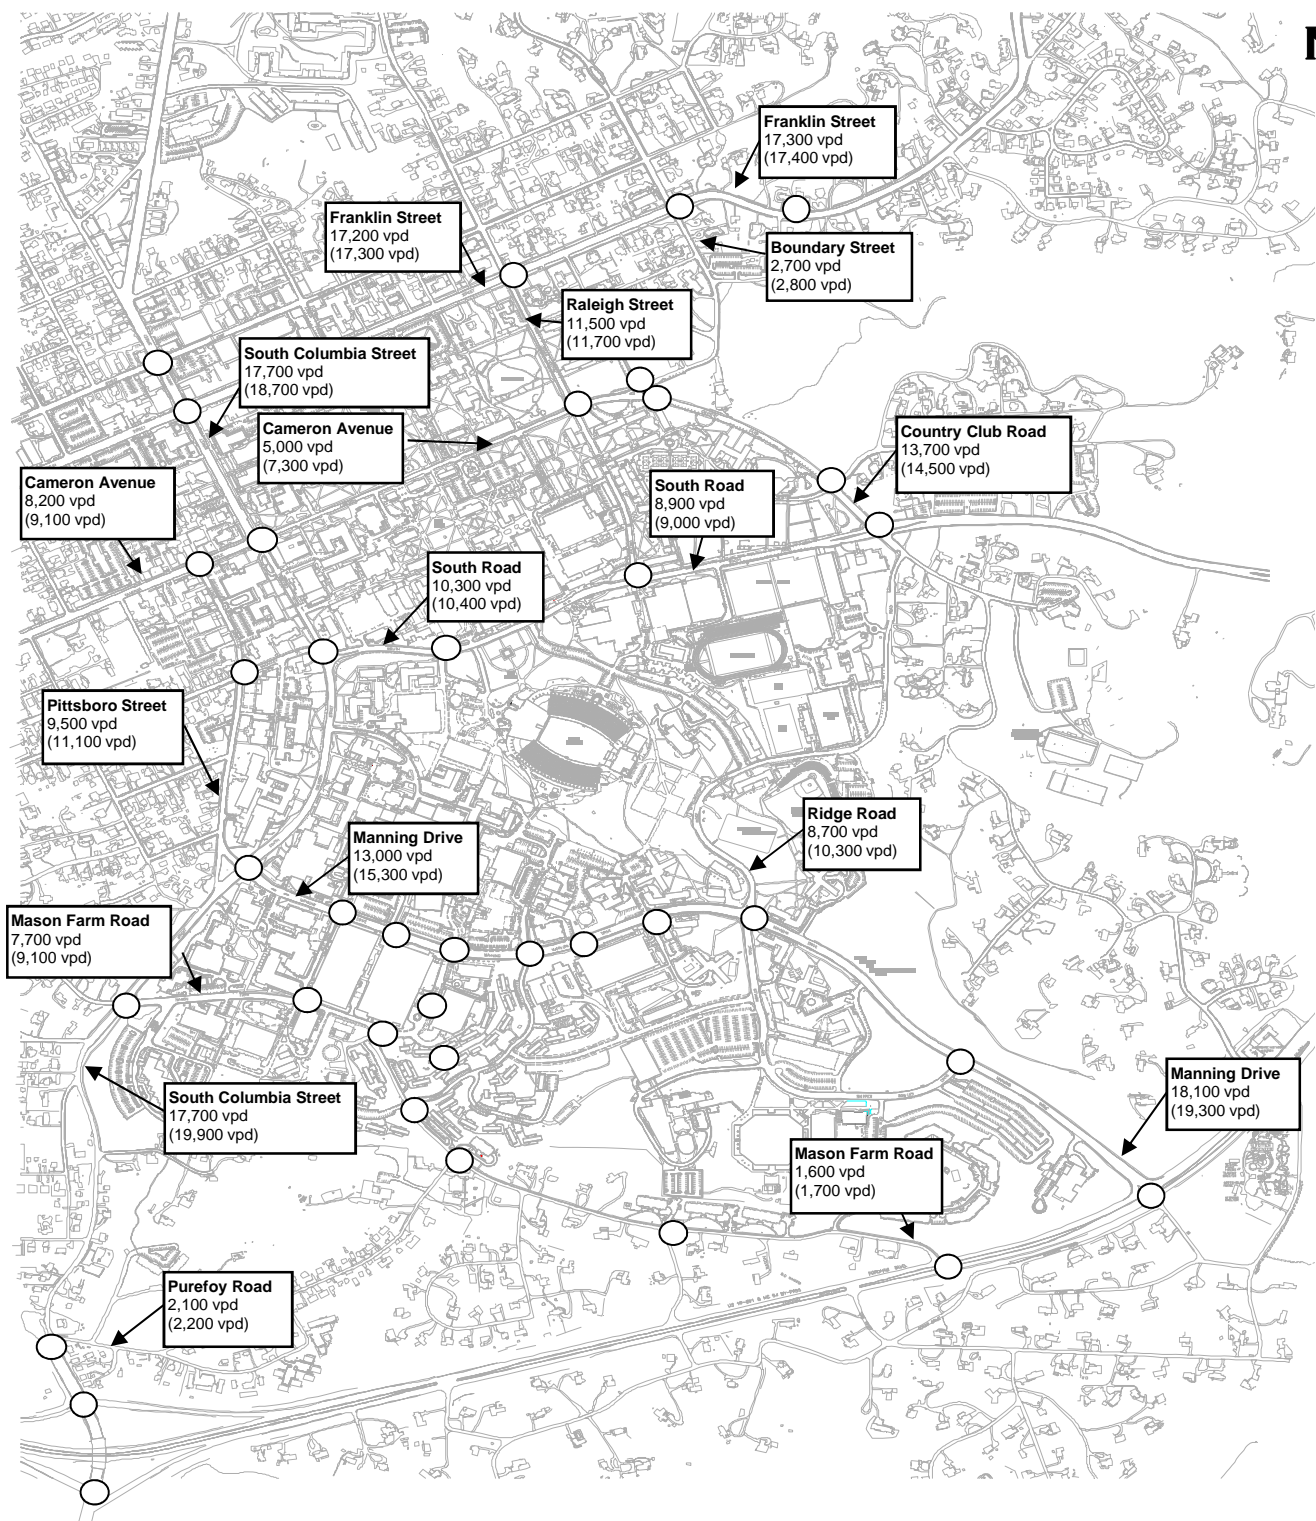 Franklin Street
17,300 vpd
(17,400 vpd)
Franklin Street
17,200 vpd
(17,300 vpd)
Boundary Street
2,700 vpd
(2,800 vpd)
Raleigh Street
11,500 vpd
(11,700 vpd)
South Columbia Street
17,700 vpd
(18,700 vpd)
Cameron Avenue
5,000 vpd
(7,300 vpd)
Country Club Road
13,700 vpd
(14,500 vpd)
Cameron Avenue
8,200 vpd
(9,100 vpd)
South Road
8,900 vpd
(9,000 vpd)
South Road
10,300 vpd
(10,400 vpd)
Pittsboro Street
9,500 vpd
(11,100 vpd)
Ridge Road
8,700 vpd
(10,300 vpd)
Manning Drive
13,000 vpd
(15,300 vpd)
Mason Farm Road
7,700 vpd
(9,100 vpd)
Manning Drive
18,100 vpd
(19,300 vpd)
South Columbia Street
17,700 vpd
(19,900 vpd)
Mason Farm Road
1,600 vpd
(1,700 vpd)
Purefoy Road
2,100 vpd
(2,200 vpd)